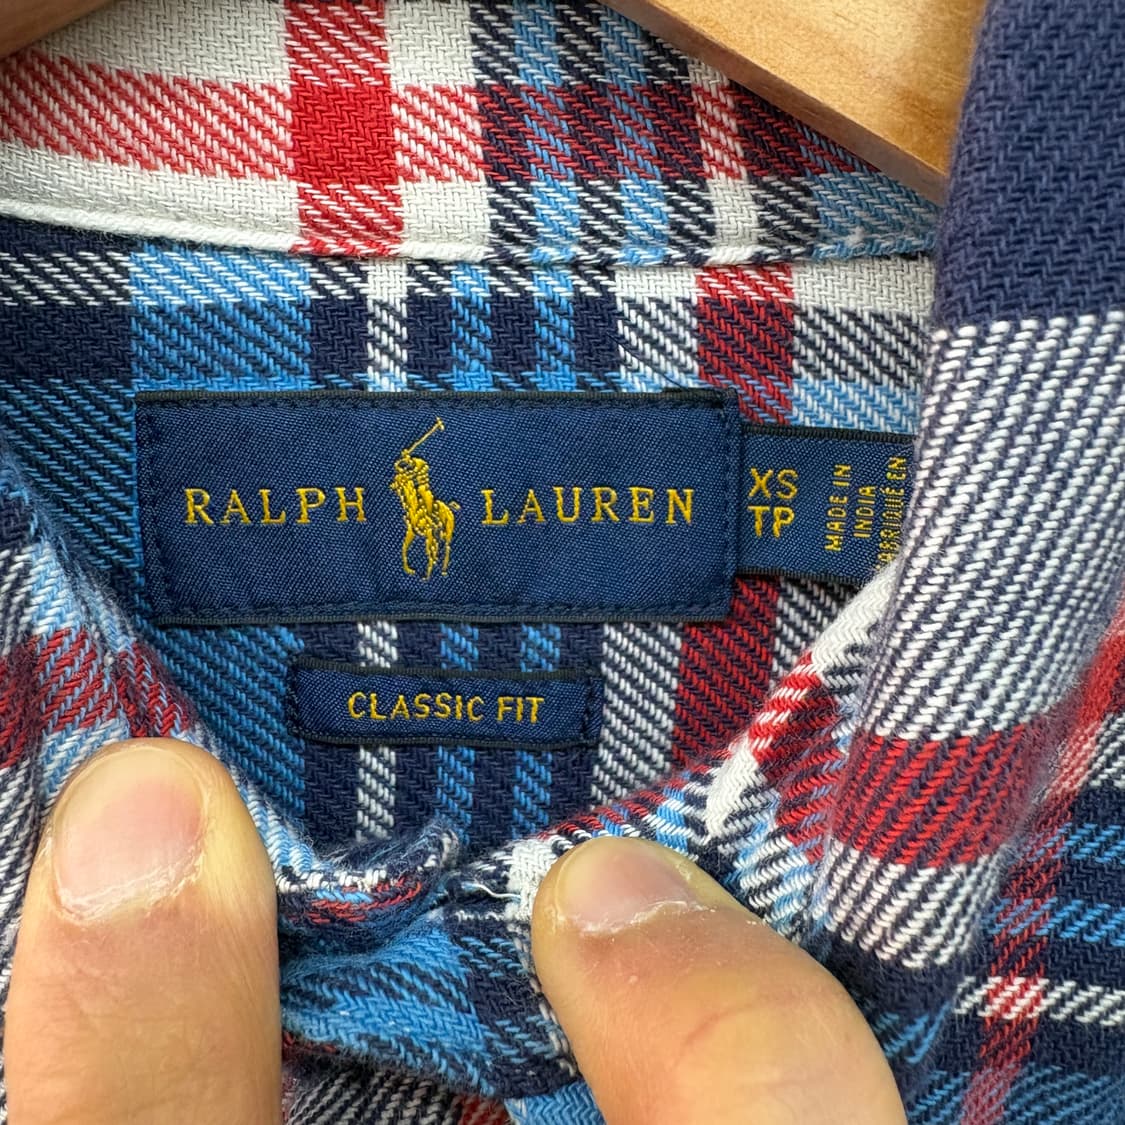 RALPH LAUREN
XS
TP
MADE IN
INDIA
CLASSIC FIT